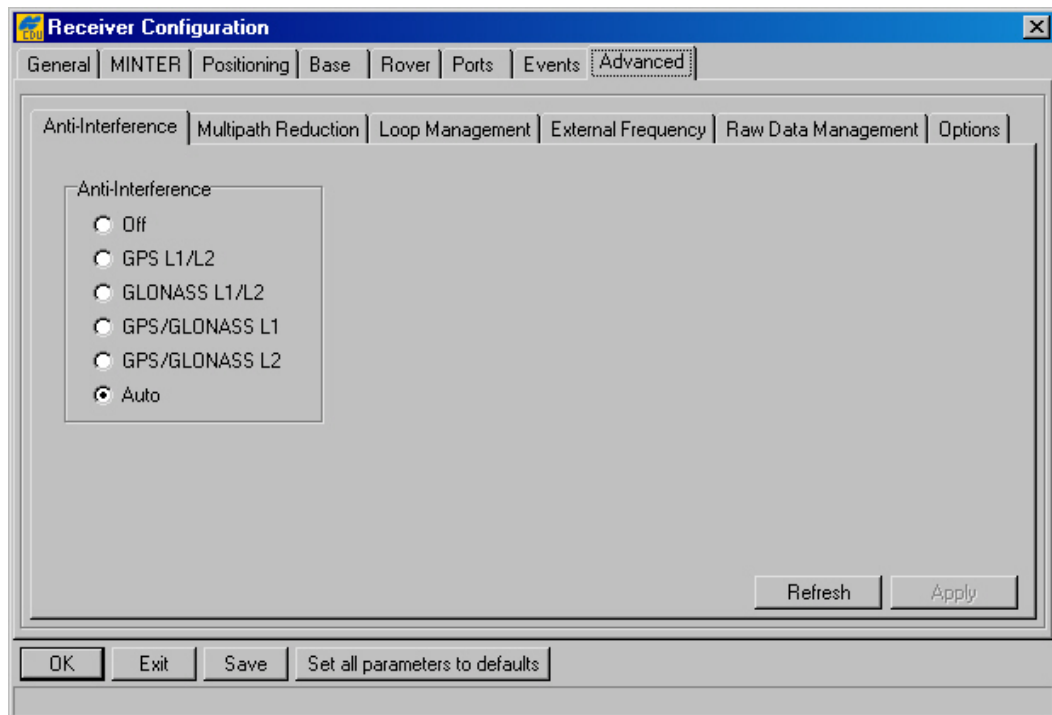 EDU Receiver Configuration
General MINTER Positioning Base Rover Ports Events Advanced
Anti-Interference Multipath Reduction Loop Management External Frequency Raw Data Management Options
Anti-Interference
Off
GPS L1/L2
GLONASS L1/L2
GPS/GLONASS L1
GPS/GLONASS L2
Auto
Refresh Apply
OK Exit Save Set all parameters to defaults